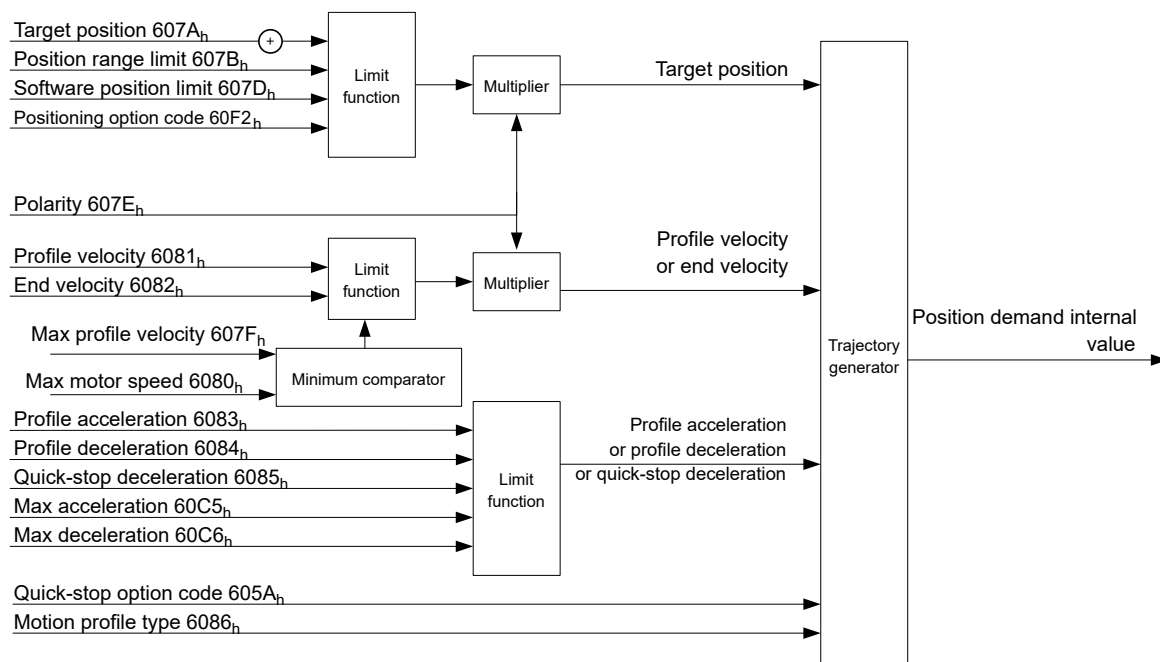 Target position 607Ah
+
Position range limit 607Bh
Software position limit 607Dh
Positioning option code 60F2h
Limit
function
Multiplier
Target position
Polarity 607Eh
Profile velocity 6081h
End velocity 6082h
Limit
function
Multiplier
Profile velocity
or end velocity
Max profile velocity 607Fh
Max motor speed 6080h
Minimum comparator
Profile acceleration 6083h
Profile deceleration 6084h
Quick-stop deceleration 6085h
Max acceleration 60C5h
Max deceleration 60C6h
Limit
function
Profile acceleration
or profile deceleration
or quick-stop deceleration
Quick-stop option code 605Ah
Motion profile type 6086h
Trajectory
generator
Position demand internal
value